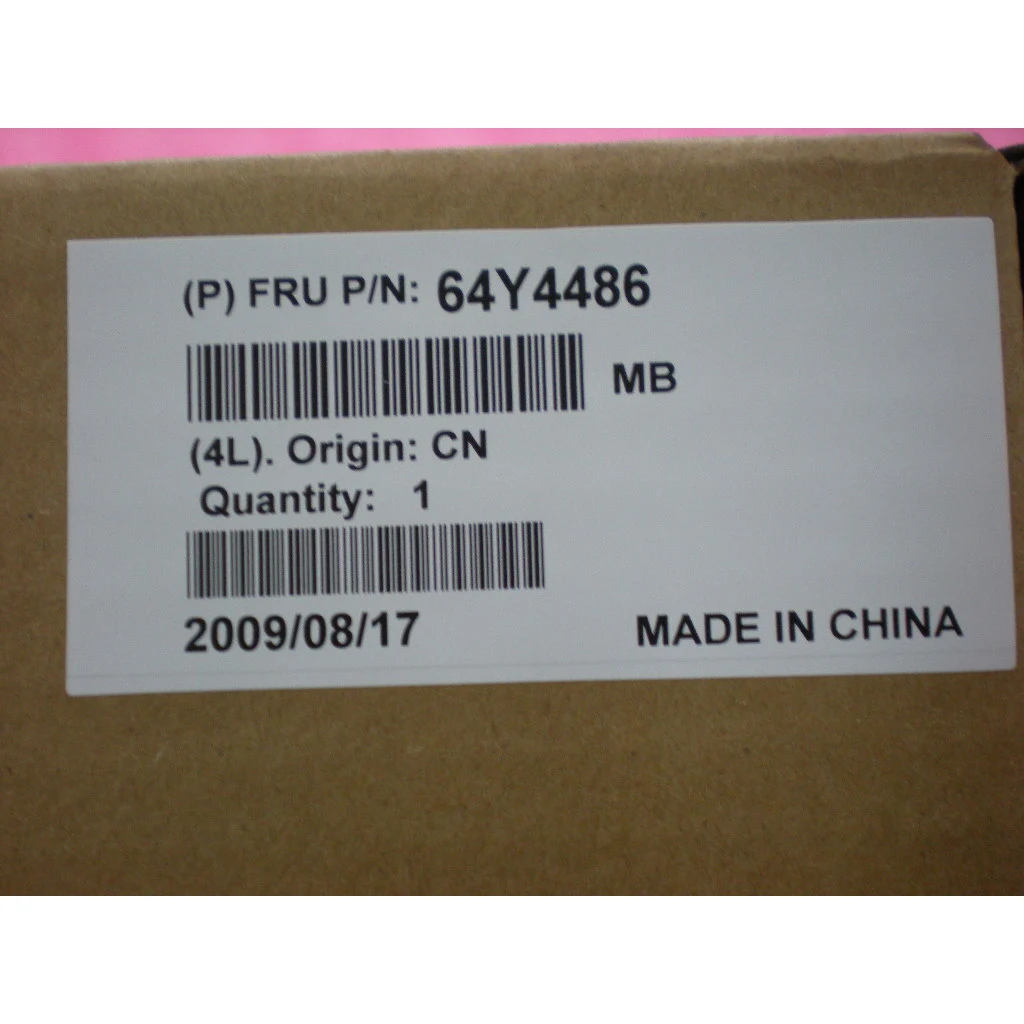 (P) FRU P/N: 64Y4486
MB
(4L). Origin: CN
Quantity: 1
2009/08/17
MADE IN CHINA